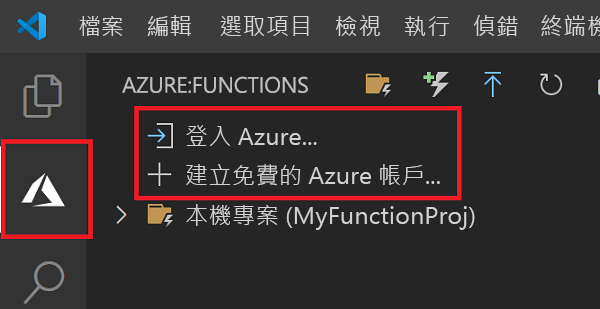 檔案 編輯 選取項目 檢視 執行 偵錯 終端機
AZURE:FUNCTIONS
登入 Azure...
建立免費的 Azure 帳戶...
本機專案 (MyFunctionProj)